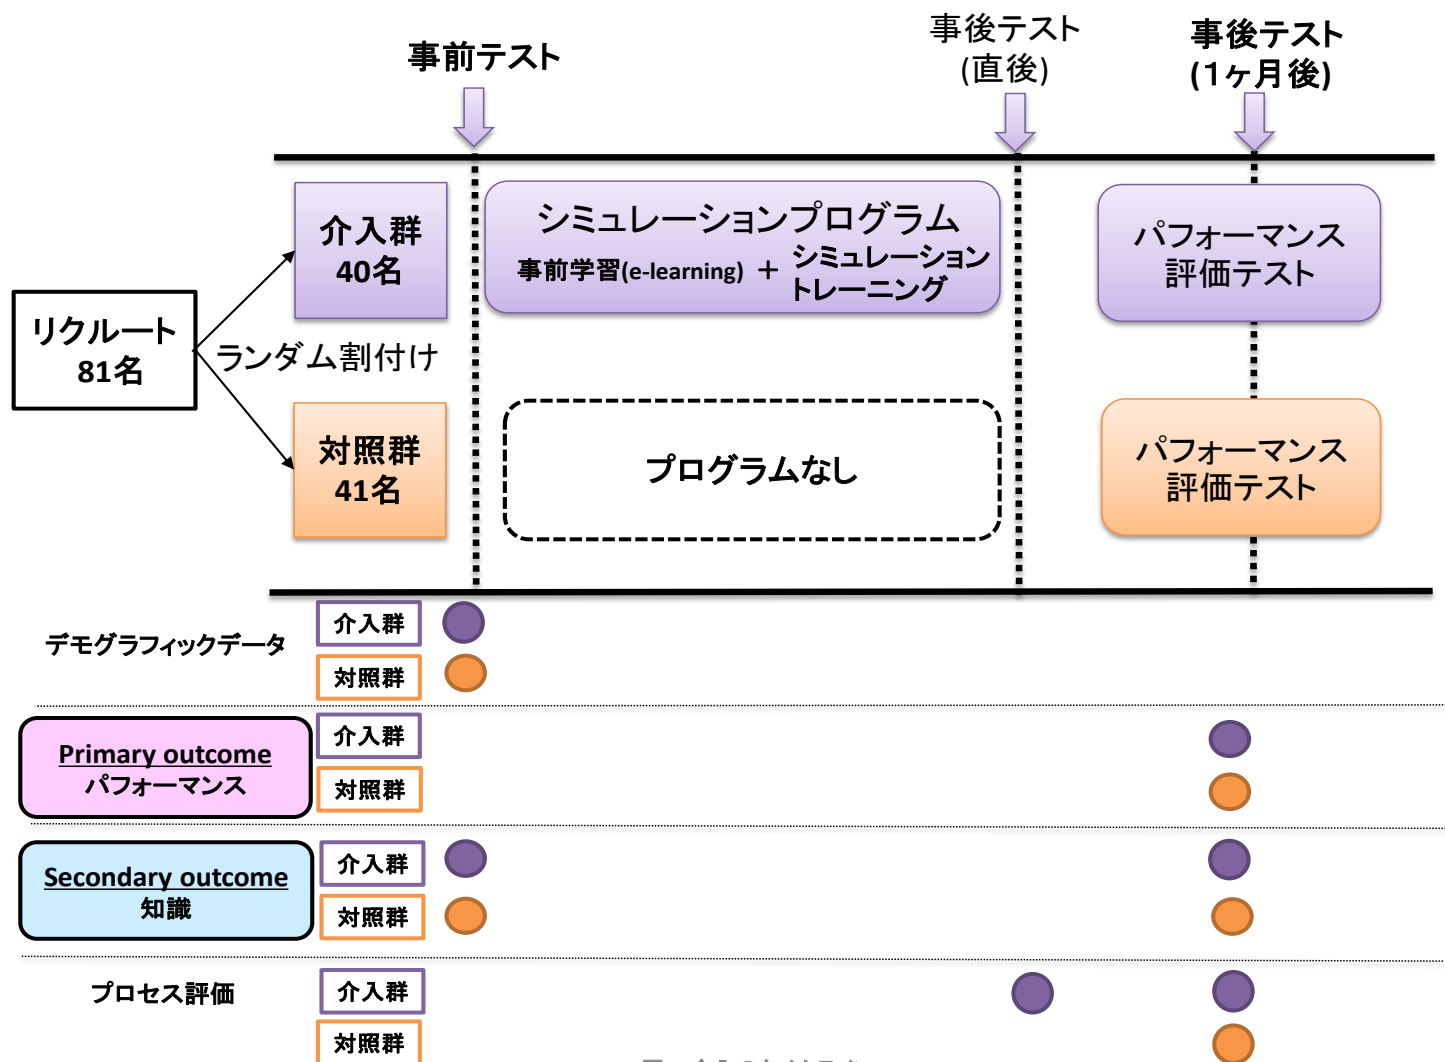 事前テスト
事後テスト
(直後)
事後テスト
(１ヶ月後)
介入群
40名
シミュレーションプログラム
事前学習(e-learning) ＋ シミュレーション
トレーニング
パフォーマンス
評価テスト
リクルート
81名
ランダム割付け
対照群
41名
プログラムなし
パフォーマンス
評価テスト
デモグラフィックデータ
介入群
対照群
Primary outcome
パフォーマンス
介入群
対照群
Secondary outcome
知識
介入群
対照群
プロセス評価
介入群
対照群